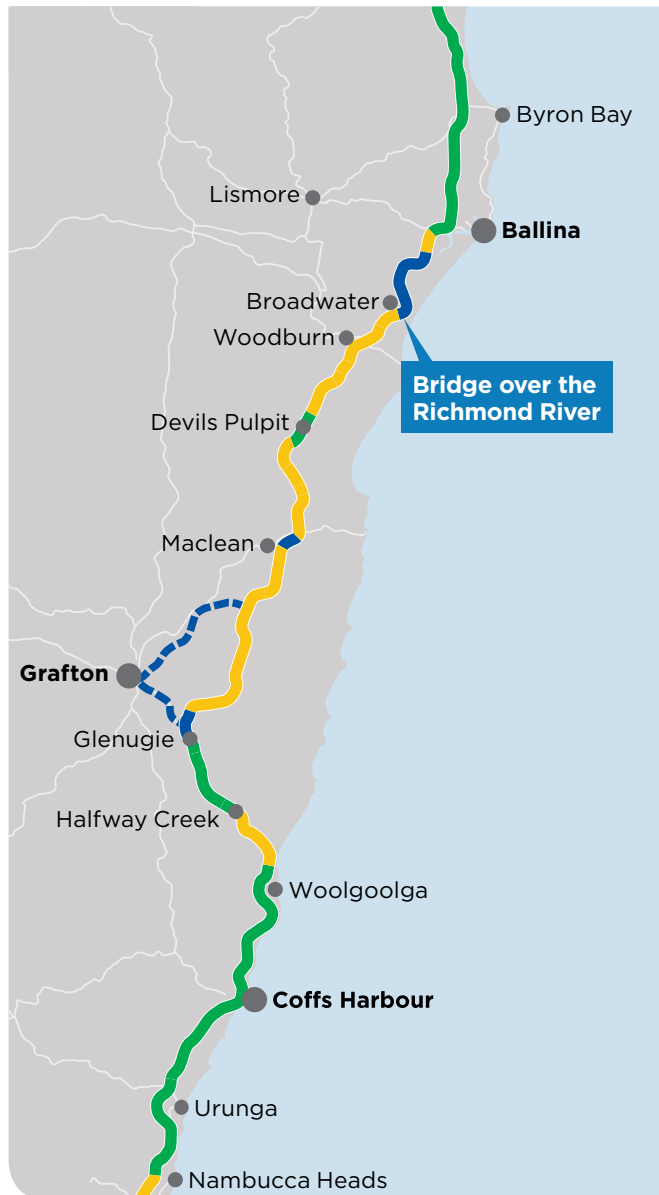 Byron Bay
Lismore
Ballina
Broadwater
Woodburn
Bridge over the
Richmond River
Devils Pulpit
Maclean
Grafton
Glenugie
Halfway Creek
Woolgoolga
Coffs Harbour
Urunga
Nambucca Heads